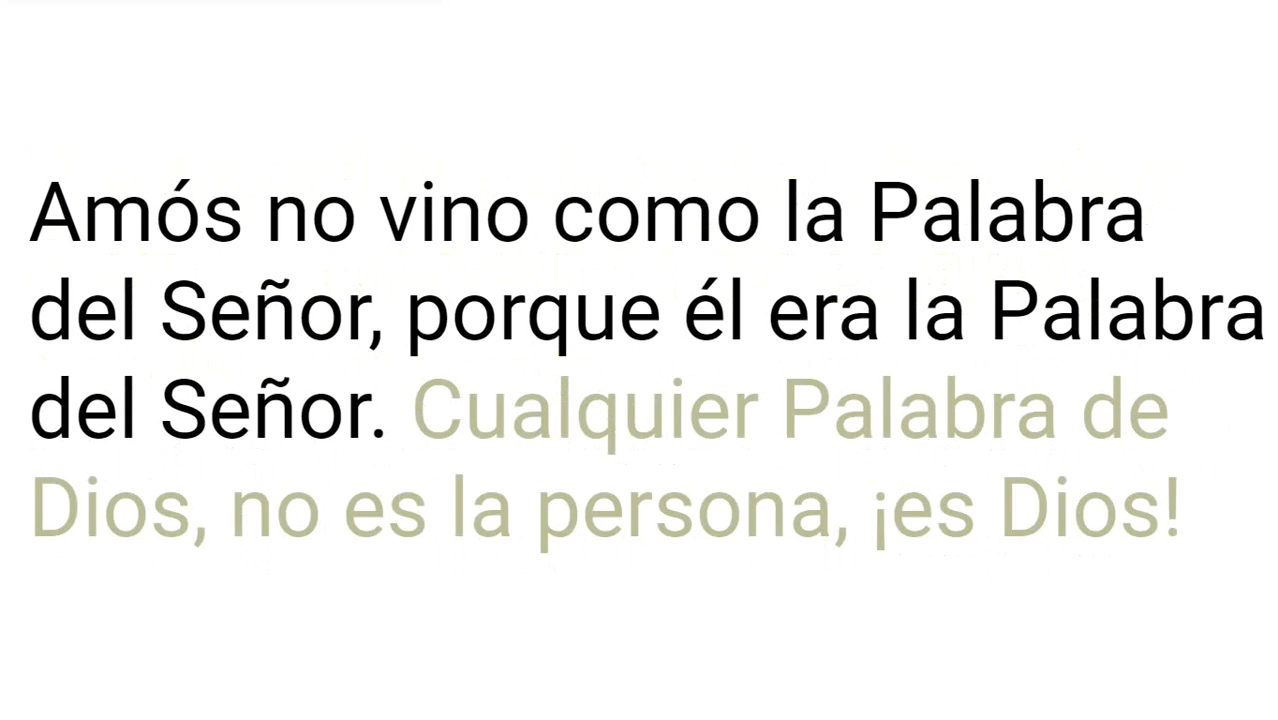 Amós no vino como la Palabra
del Señor, porque él era la Palabra
del Señor. Cualquier Palabra de
Dios, no es la persona, ¡es Dios!